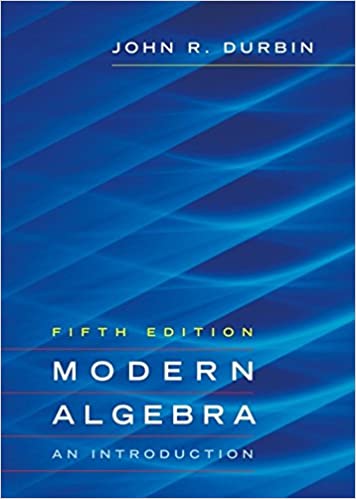 JOHN R. DURBIN
FIFTH EDITION
MODERN
ALGEBRA
AN INTRODUCTION